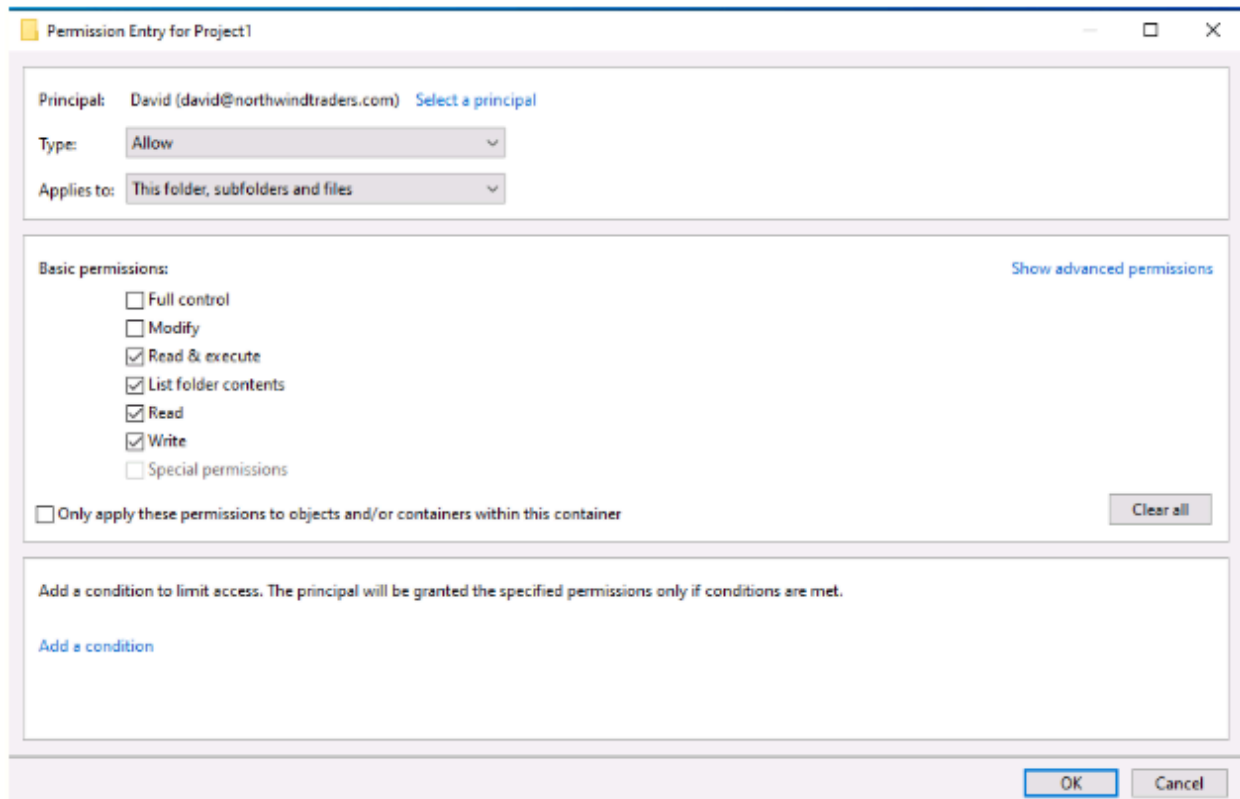 Permission Entry for Project1
Principal: David (david@northwindtraders.com) Select a principal
Type: Allow
Applies to: This folder, subfolders and files
Basic permissions: Show advanced permissions
Full control
Modify
Read & execute
List folder contents
Read
Write
Special permissions
Only apply these permissions to objects and/or containers within this container Clear all
Add a condition to limit access. The principal will be granted the specified permissions only if conditions are met.
Add a condition
OK Cancel